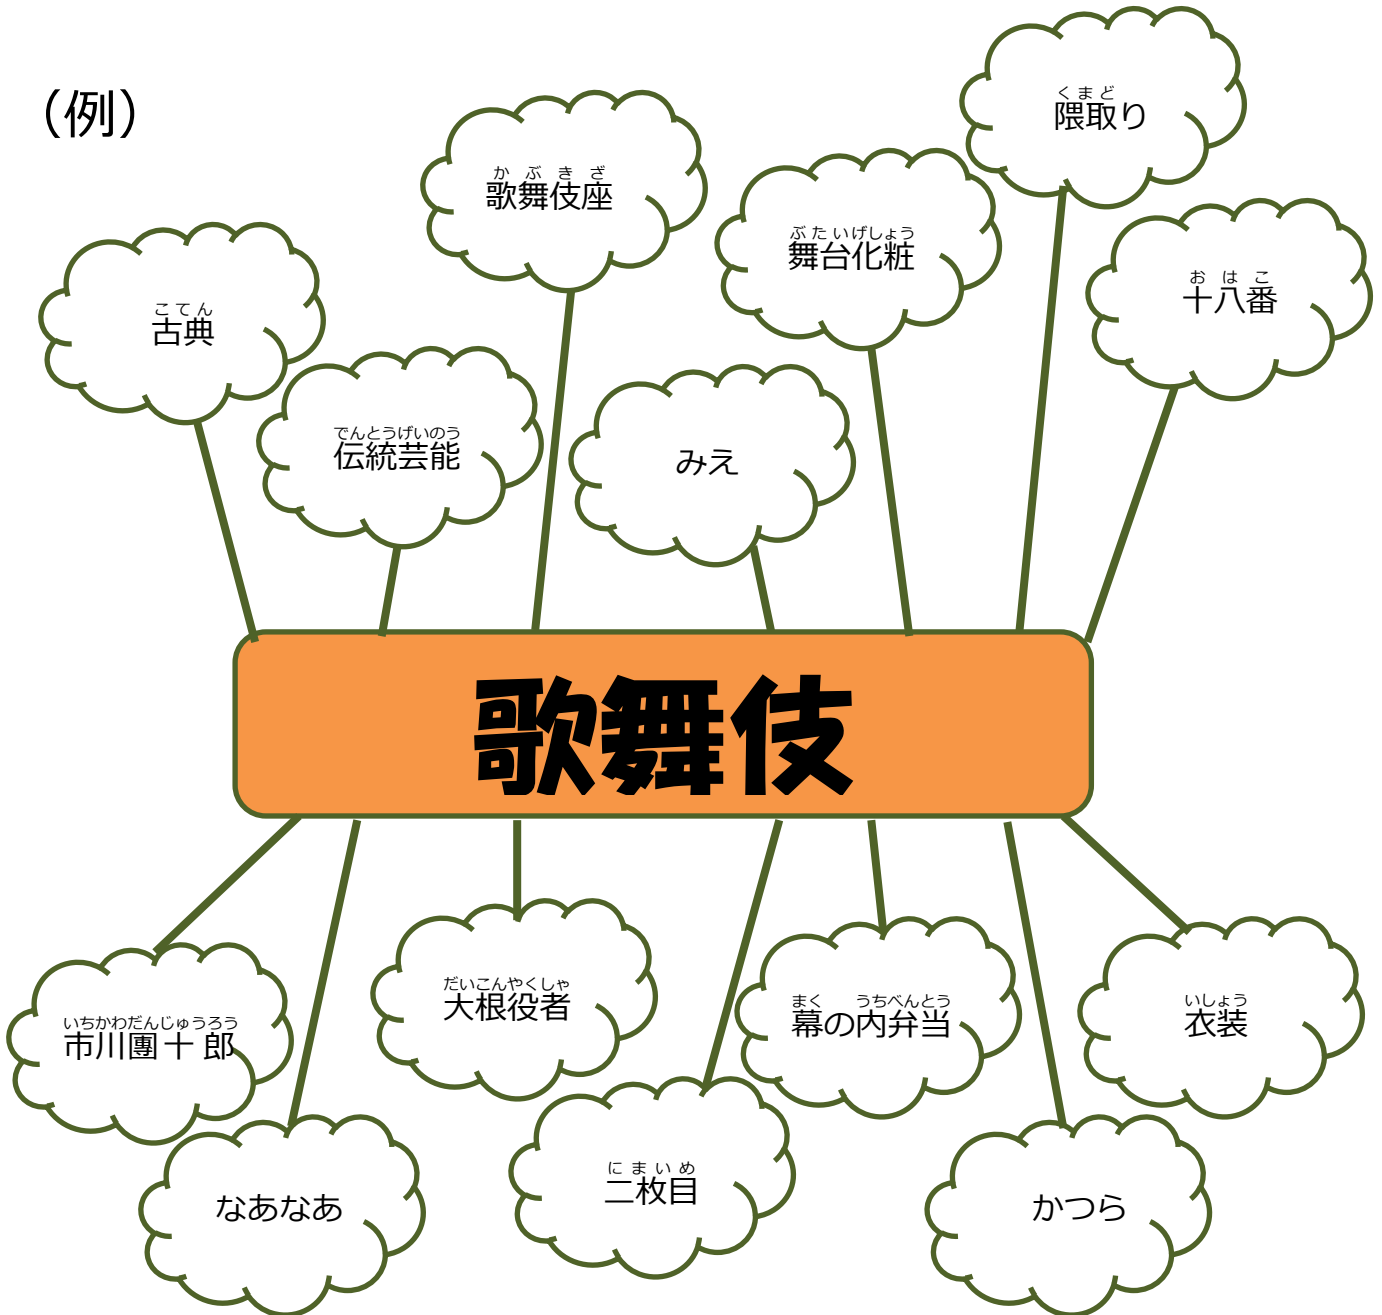 （例）
くまど
隈取り
かぶきざ
歌舞伎座
ぶたいげしょう
舞台化粧
おはこ
十八番
こてん
古典
でんとうげいのう
伝統芸能
みえ
歌舞伎
だいこんやくしゃ
大根役者
まく うちべんとう
幕の内弁当
いしょう
衣装
いちかわだんじゅうろう
市川團十郎
にまいめ
二枚目
なあなあ
かつら